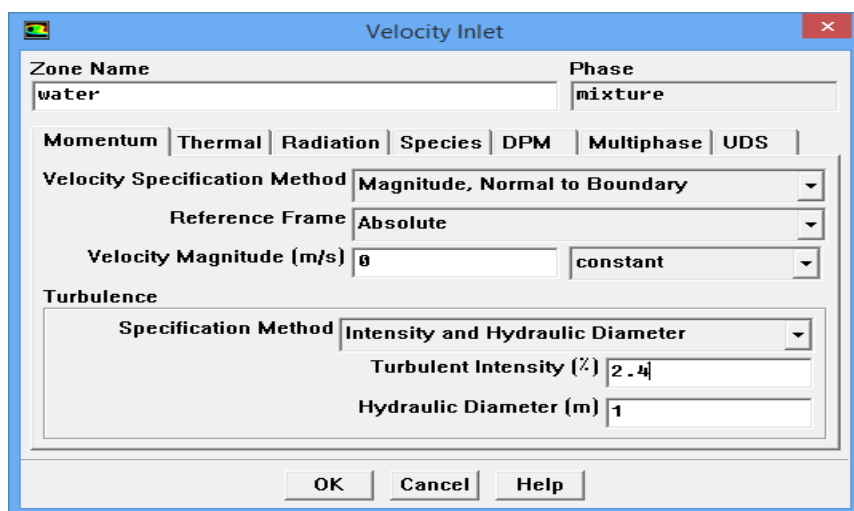 Velocity Inlet
Zone Name Phase
water mixture
Momentum Thermal Radiation Species DPM Multiphase UDS
Velocity Specification Method Magnitude, Normal to Boundary
Reference Frame Absolute
Velocity Magnitude (m/s) 0 constant
Turbulence
Specification Method Intensity and Hydraulic Diameter
Turbulent Intensity (%) 2.4
Hydraulic Diameter (m) 1
OK Cancel Help